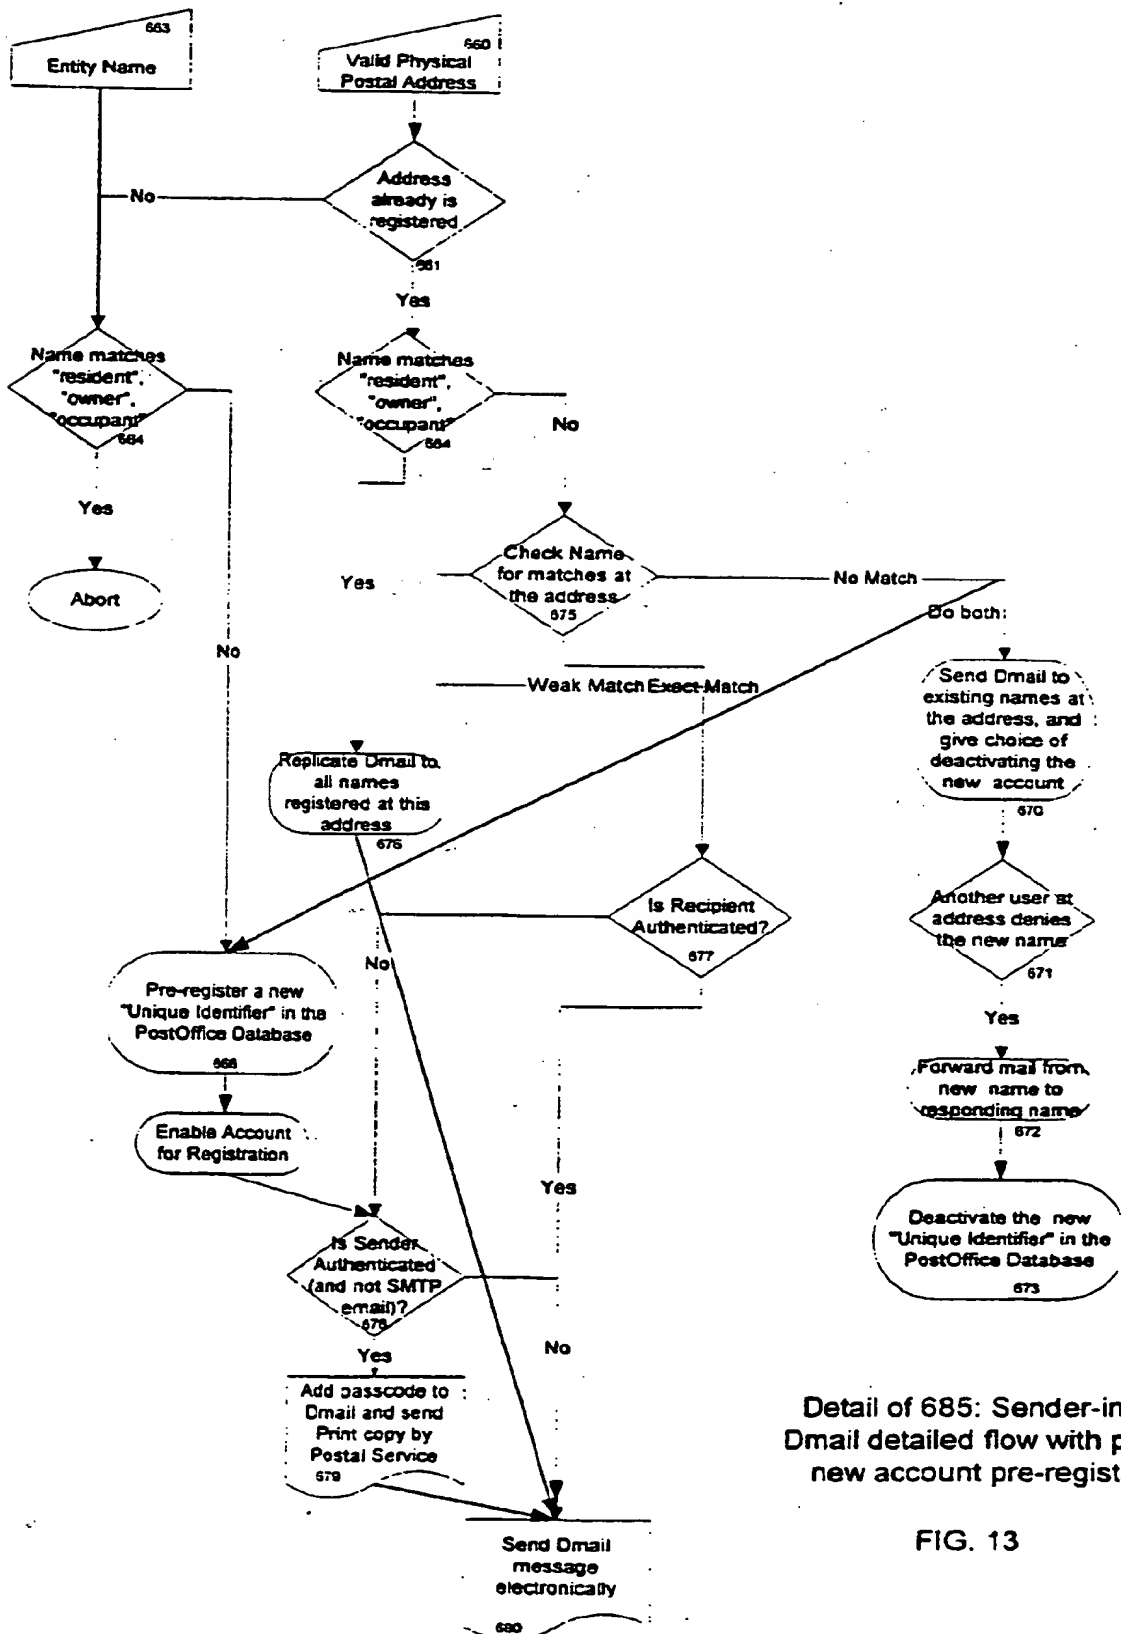 663
Entity Name
660
Valid Physical
Postal Address
Address
already is
registered
661
No
Yes
Name matches
"resident",
"owner",
"occupant"
664
Name matches
"resident",
"owner",
"occupant"
664
No
Yes
Abort
Check Name
for matches at
the address
675
Yes
No Match
Do both:
No
Weak Match
Exact Match
Send Dmail to
existing names at
the address, and
give choice of
deactivating the
new account
670
Replicate Dmail to
all names
registered at this
address
676
Is Recipient
Authenticated?
677
Another user at
address denies
the new name
671
No
Pre-register a new
"Unique Identifier" in the
PostOffice Database
666
Yes
Forward mail from
new name to
responding name
672
Enable Account
for Registration
Yes
Is Sender
Authenticated
(and not SMTP
email)?
678
Deactivate the new
"Unique Identifier" in the
PostOffice Database
673
No
Yes
Add passcode to
Dmail and send
Print copy by
Postal Service
679
Send Dmail
message
electronically
680
Detail of 685: Sender-in
Dmail detailed flow with p
new account pre-regist
FIG. 13